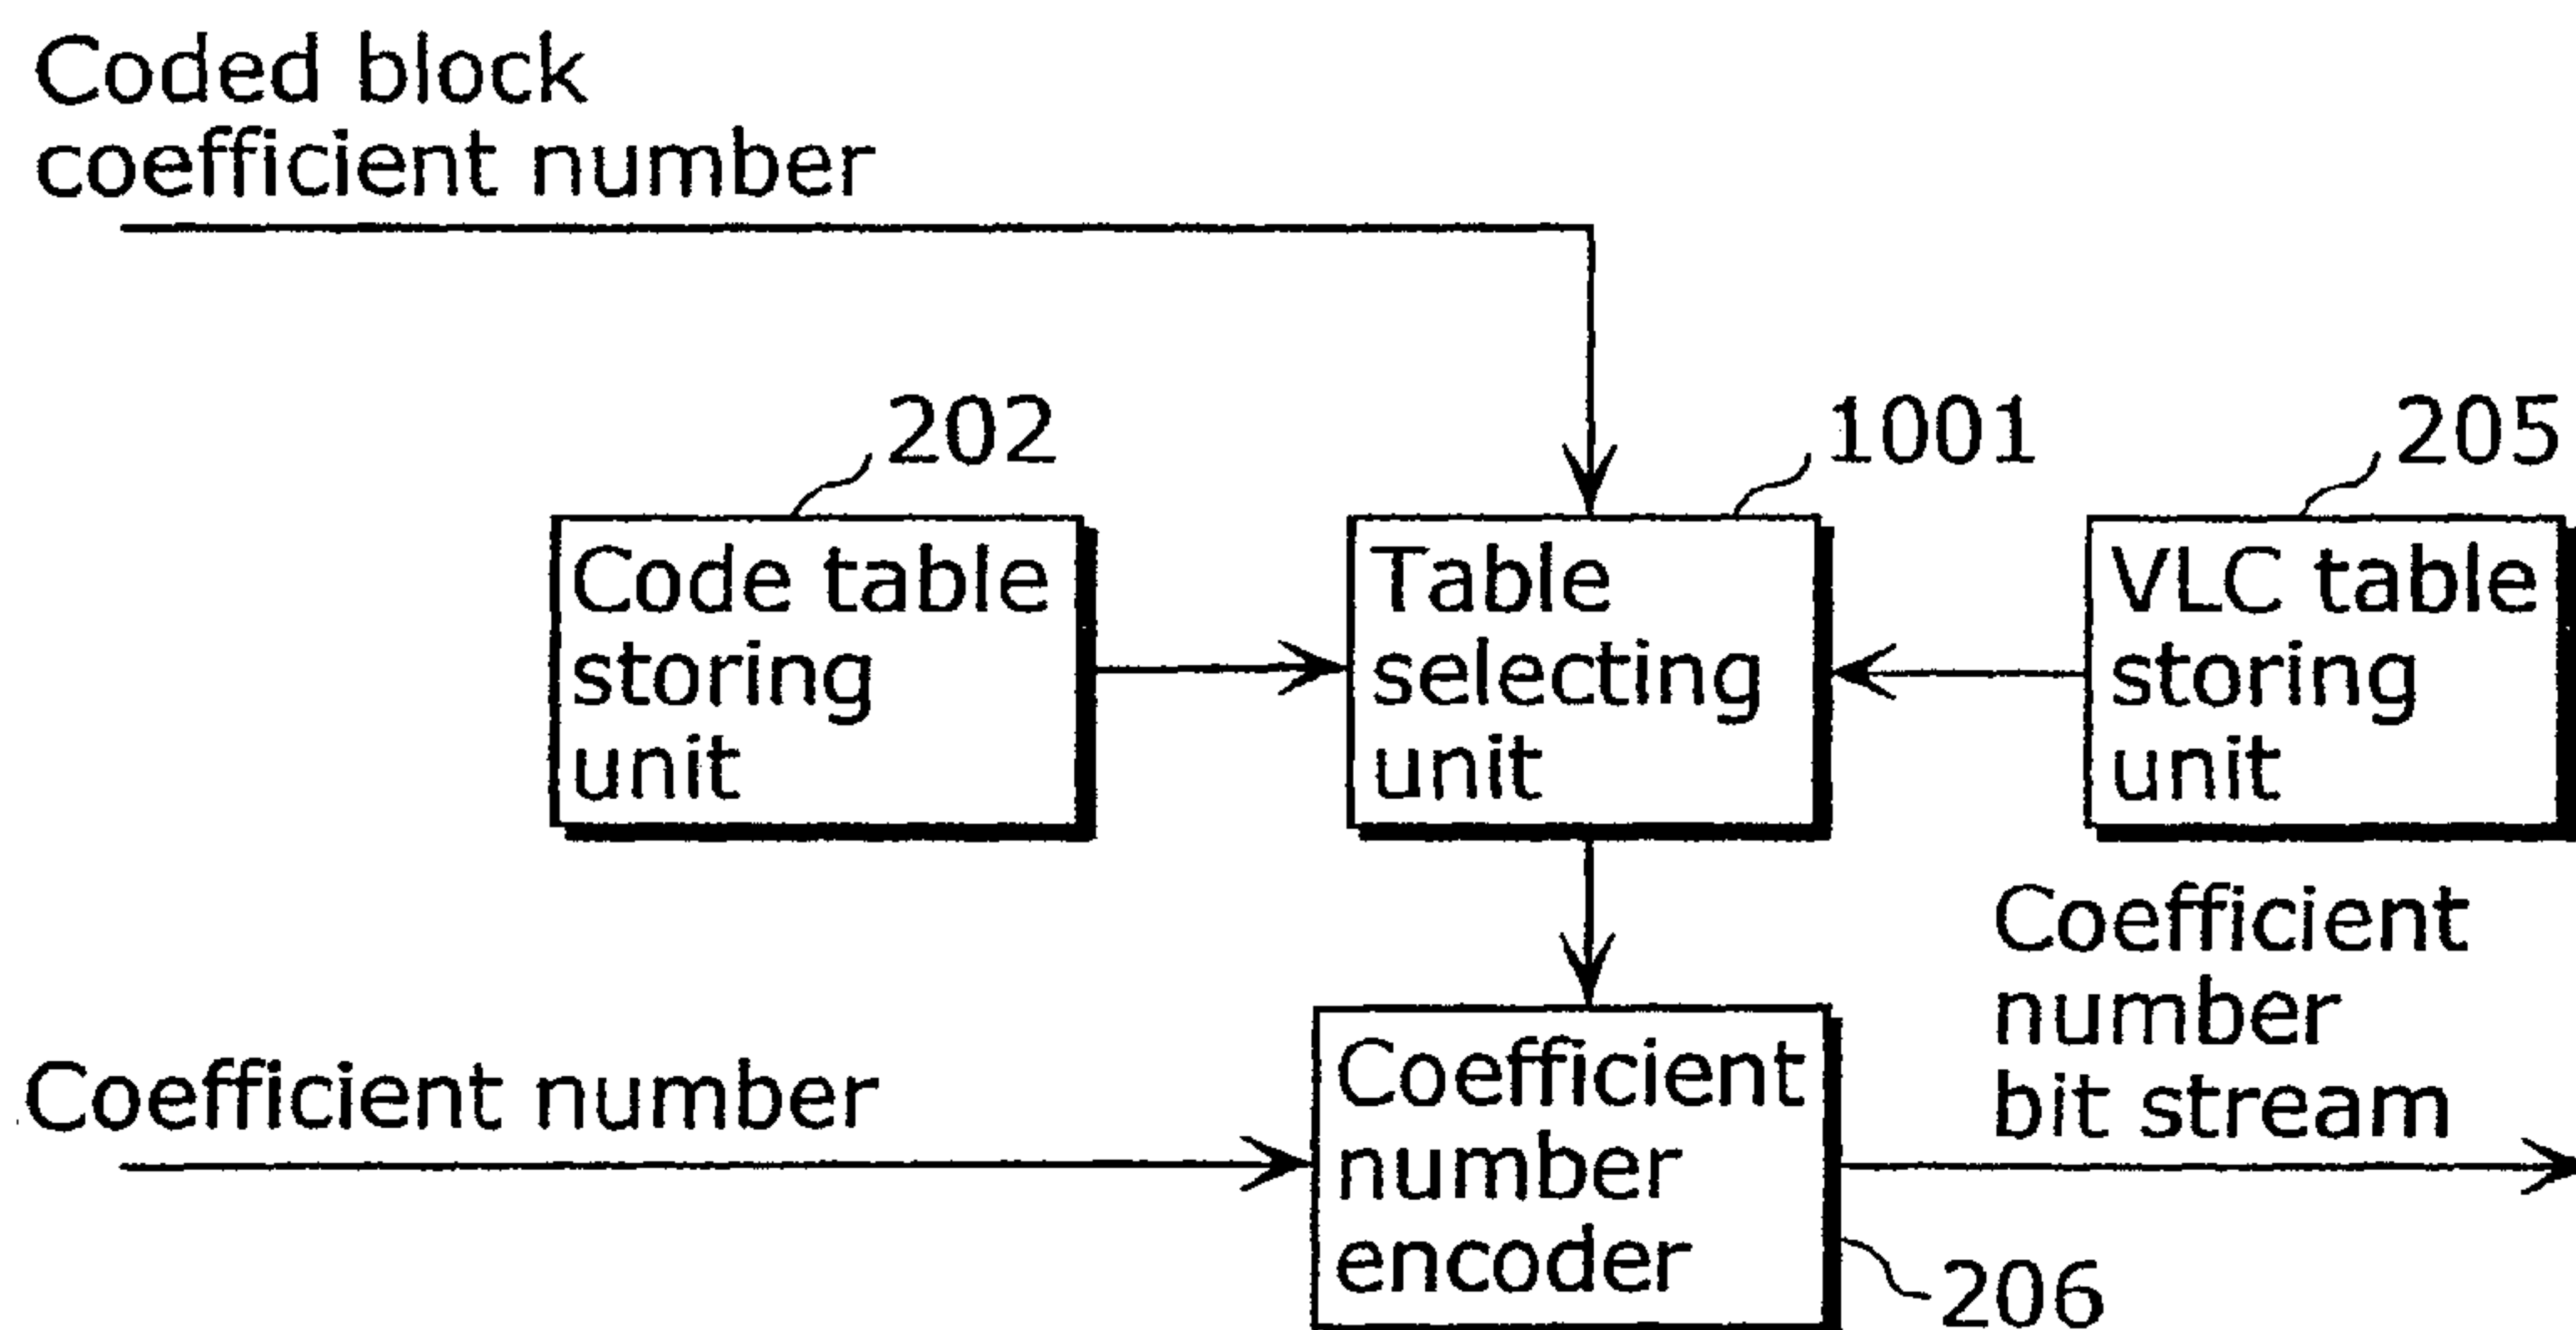 Coded block
coefficient number
202
1001
205
Code table
storing
unit
Table
selecting
unit
VLC table
storing
unit
Coefficient number
Coefficient
number
encoder
Coefficient
number
bit stream
206